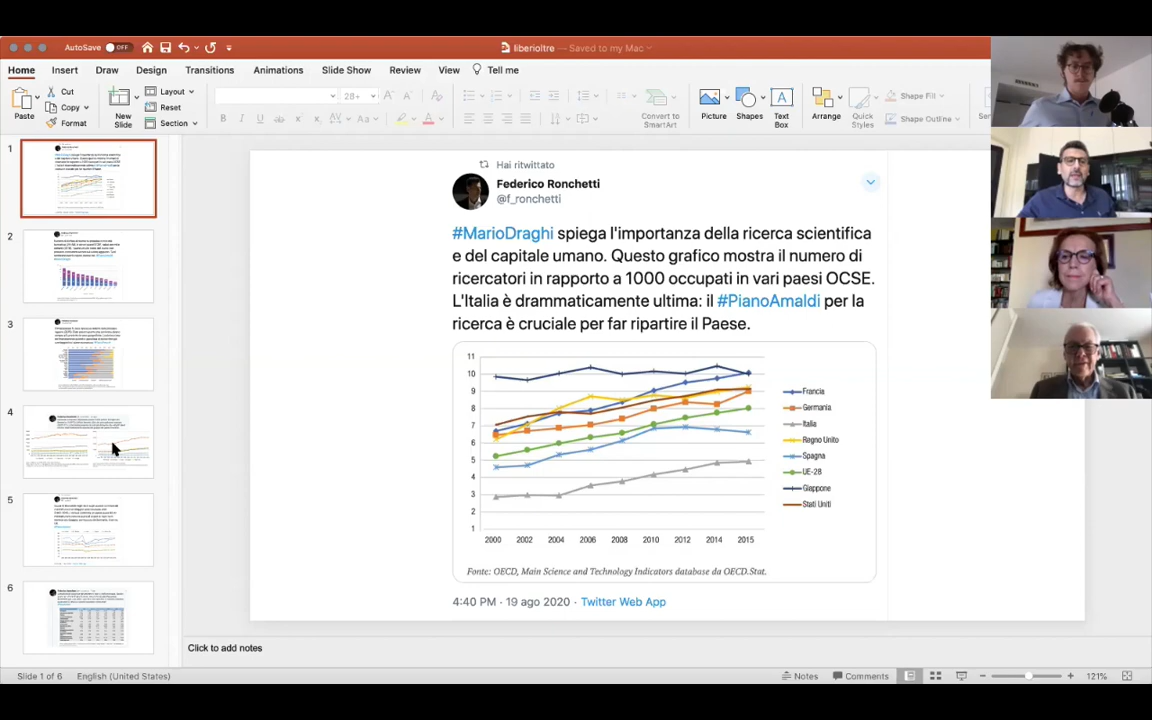 AutoSave OFF
liberioltre — Saved to my Mac
Home Insert Draw Design Transitions Animations Slide Show Review View Tell me
Paste
Cut
Copy
Format
New Slide
Layout
Reset
Section
28+
Convert to SmartArt
Picture
Shapes
Text Box
Arrange
Quick Styles
Shape Fill
Shape Outline
1
2
3
4
5
6
Hai ritwittato
Federico Ronchetti
@f_ronchetti
#MarioDraghi spiega l'importanza della ricerca scientifica
e del capitale umano. Questo grafico mostra il numero di
ricercatori in rapporto a 1000 occupati in vari paesi OCSE.
L'Italia è drammaticamente ultima: il #PianoAmaldi per la
ricerca è cruciale per far ripartire il Paese.
11
10
9
8
7
6
5
4
3
2
1
2000 2002 2004 2006 2008 2010 2012 2014 2015
Francia
Germania
Italia
Regno Unito
Spagna
UE-28
Giappone
Stati Uniti
Fonte: OECD, Main Science and Technology Indicators database da OECD.Stat.
4:40 PM · 19 ago 2020 · Twitter Web App
Click to add notes
Slide 1 of 6 English (United States) Notes Comments 121%